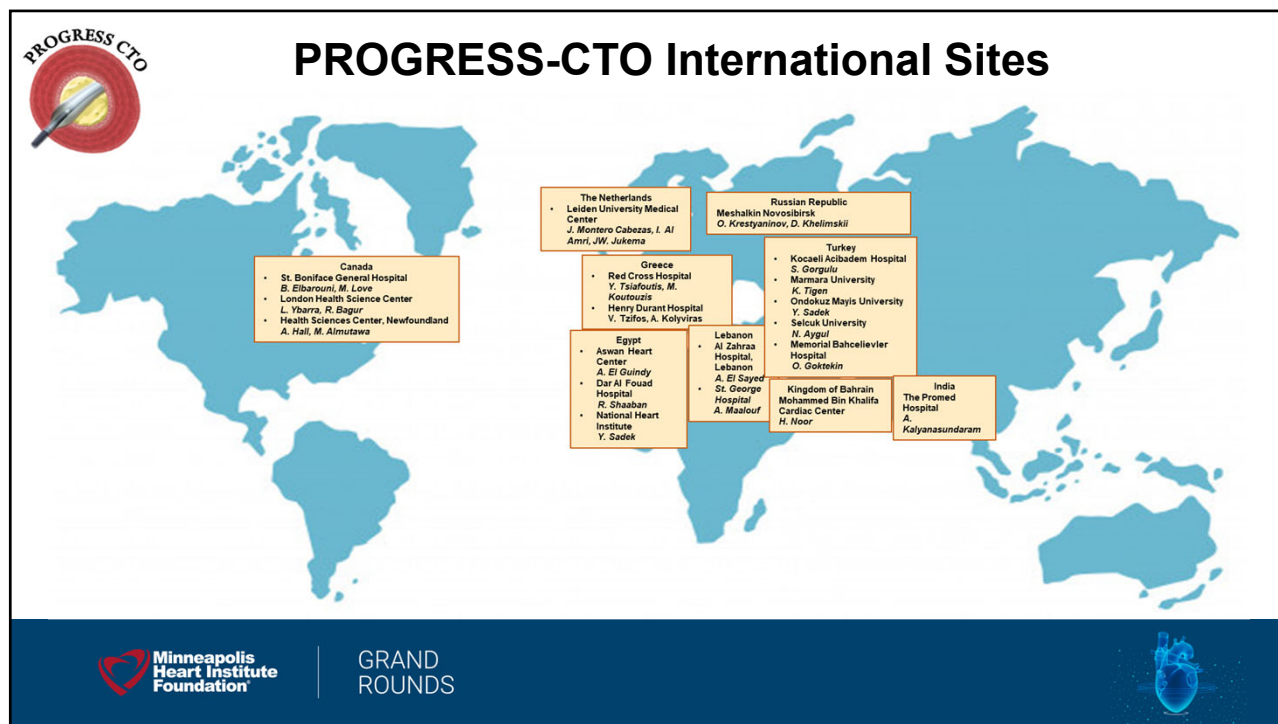 PROGRESS CTO
PROGRESS-CTO International Sites
The Netherlands
• Leiden University Medical
Center
J. Montero Cabezas, I. Al
Amri, JW. Jukema
Russian Republic
Meshalkin Novosibirsk
O. Krestyaninov, D. Khelimskii
Canada
• St. Boniface General Hospital
B. Elbarouni, M. Love
• London Health Science Center
L. Ybarra, R. Bagur
• Health Sciences Center, Newfoundland
A. Hall, M. Almutawa
Greece
• Red Cross Hospital
Y. Tsiafoutis, M.
Koutouzis
• Henry Durant Hospital
V. Tzifos, A. Kolyviras
Turkey
• Kocaeli Acibadem Hospital
S. Gorgulu
• Marmara University
K. Tigen
• Ondokuz Mayis University
Y. Sadek
• Selcuk University
N. Aygul
• Memorial Bahcelievler
Hospital
O. Goktekin
Egypt
• Aswan Heart
Center
A. El Guindy
• Dar Al Fouad
Hospital
R. Shaaban
• National Heart
Institute
Y. Sadek
Lebanon
• Al Zahraa
Hospital,
Lebanon
A. El Sayed
• St. George
Hospital
A. Maalouf
Kingdom of Bahrain
Mohammed Bin Khalifa
Cardiac Center
H. Noor
India
The Promed
Hospital
A.
Kalyanasundaram
Minneapolis
Heart Institute
Foundation®
GRAND
ROUNDS